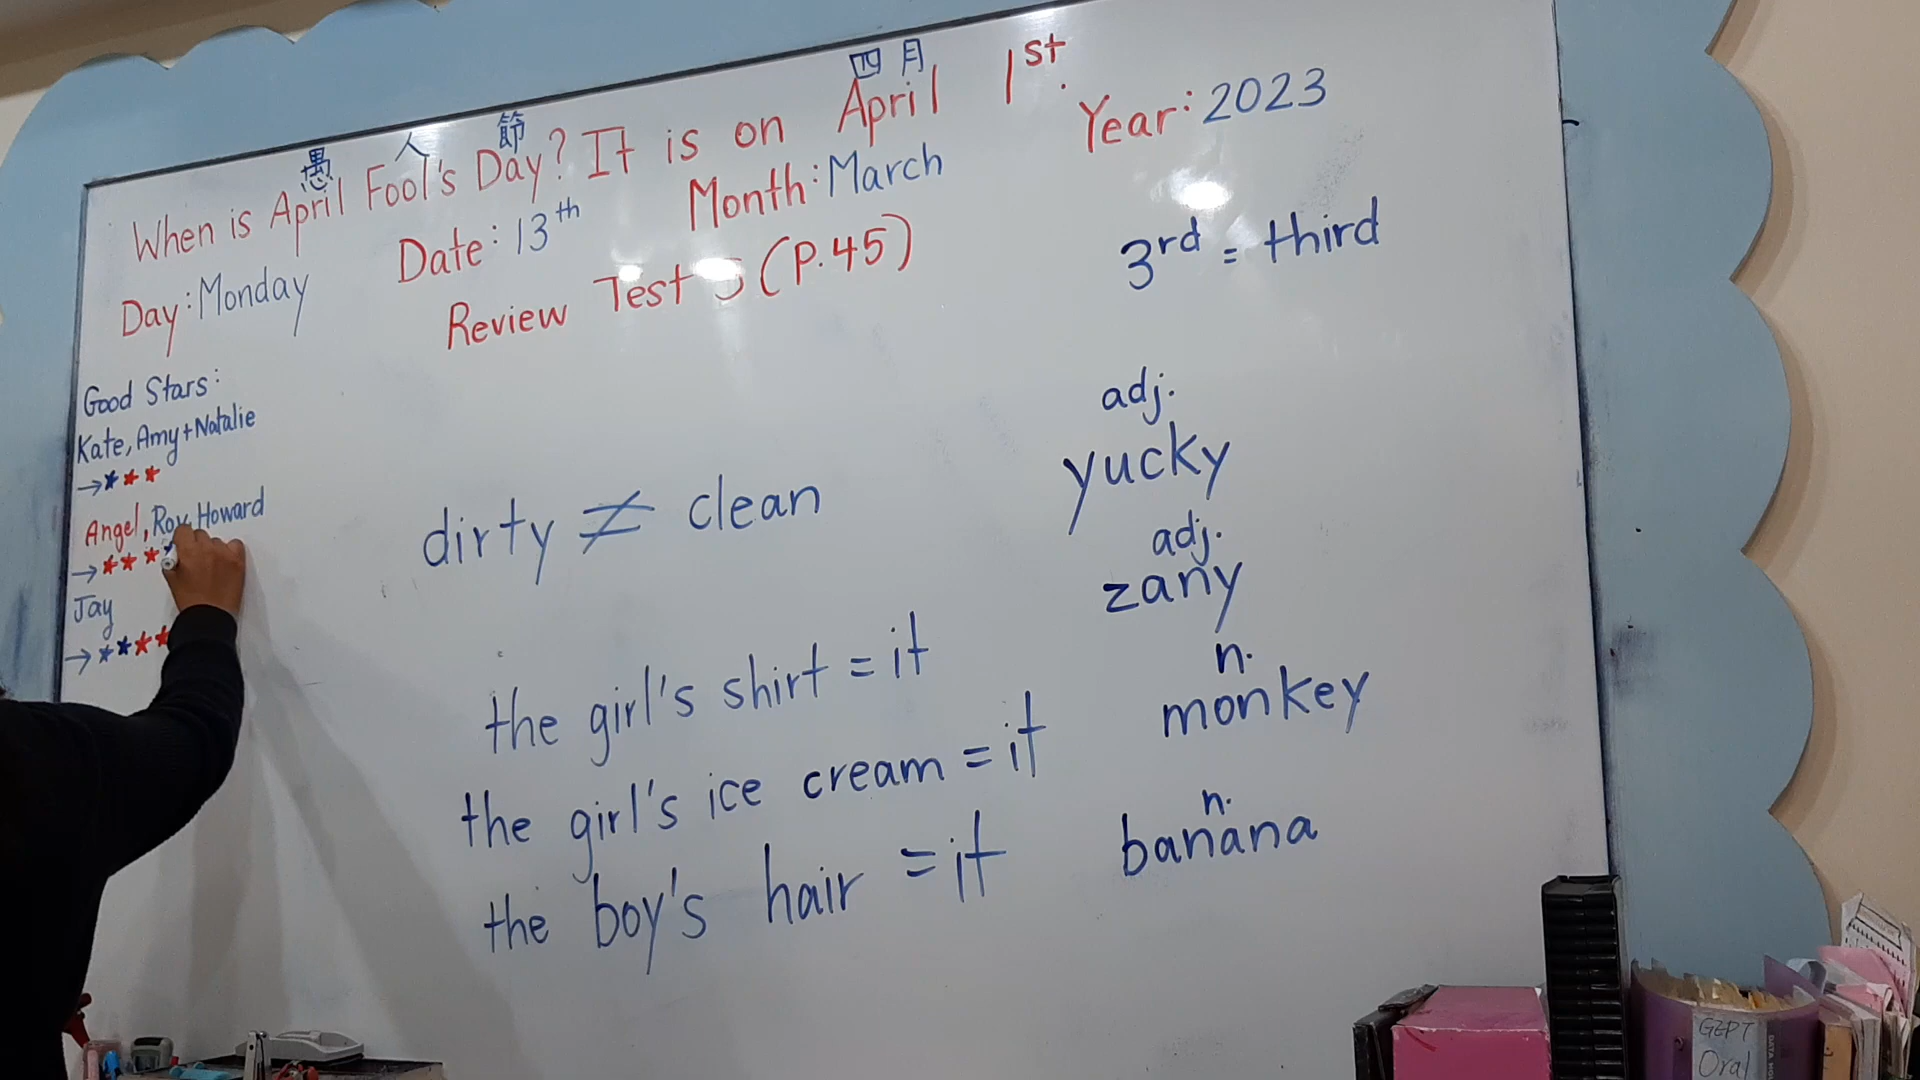 四月
愚人節
When is April Fool's Day? It is on April 1st.
Day: Monday Date: 13th Month: March Year: 2023
Review Test 5 (P.45)
3rd = third
Good Stars:
Kate, Amy + Natalie
→★★★
Angel, Roy, Howard
→★★★
Jay
→★★★★
dirty ≠ clean
the girl's shirt = it
the girl's ice cream = it
the boy's hair = it
adj.
yucky
adj.
zany
n.
monkey
n.
banana
GEPT
Oral